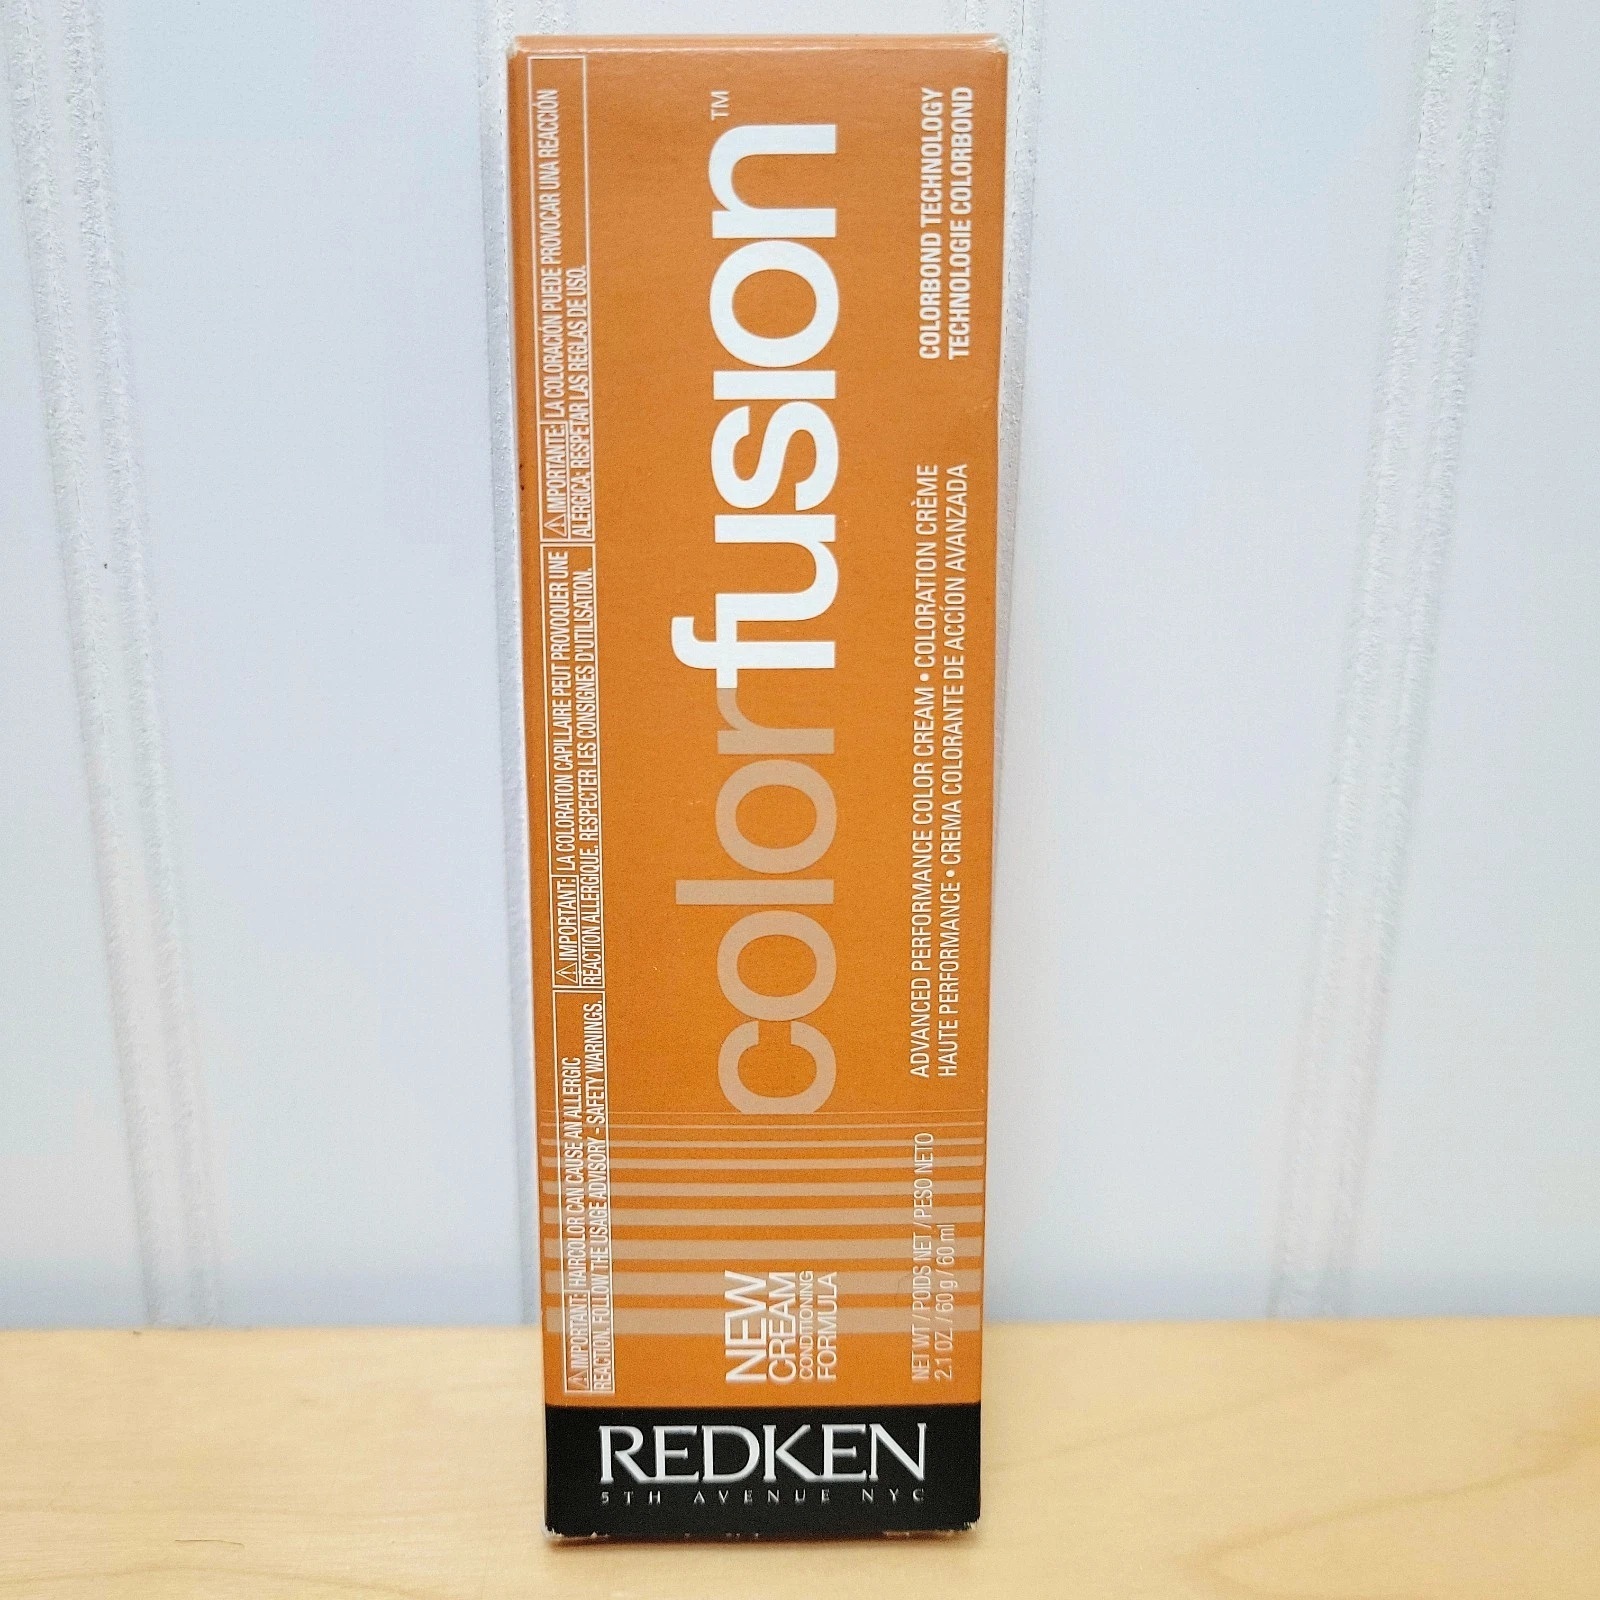 ⚠IMPORTANT: HAIRCOLOR CAN CAUSE AN ALLERGIC
REACTION. FOLLOW THE USAGE ADVISORY - SAFETY WARNINGS.
⚠IMPORTANT: LA COLORATION CAPILLAIRE PEUT PROVOQUER UNE
REACTION ALLERGIQUE. RESPECTER LES CONSIGNES D'UTILISATION.
⚠IMPORTANTE: LA COLORACIÓN PUEDE PROVOCAR UNA REACCIÓN
ALERGICA: RESPETAR LAS REGLAS DE USO.
colorfusion™
NEW
CREAM
CONDITIONING
FORMULA
ADVANCED PERFORMANCE COLOR CREAM • COLORATION CRÈME
HAUTE PERFORMANCE • CREMA COLORANTE DE ACCÍON AVANZADA
COLORBOND TECHNOLOGY
TECHNOLOGIE COLORBOND
NET WT / POIDS NET / PESO NETO
2.1 OZ. / 60 g / 60 ml
REDKEN
5TH AVENUE NYC